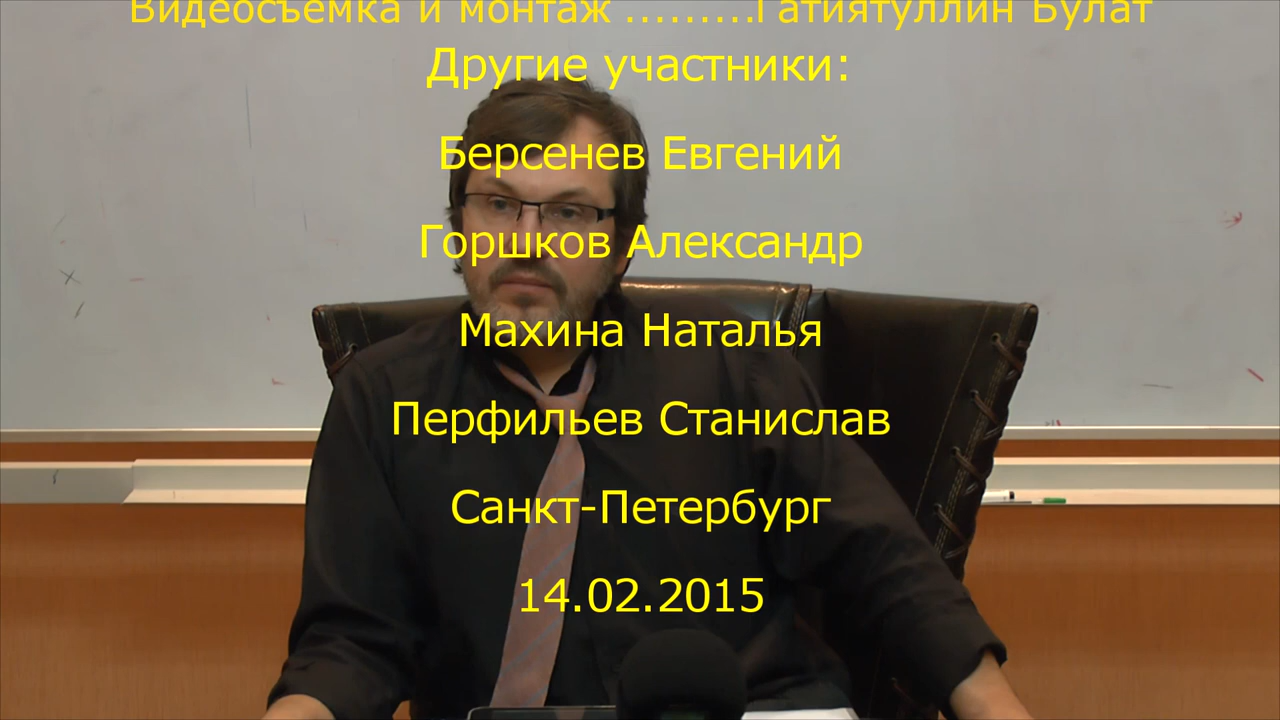 Видеосъемка и монтаж .........Гатиятуллин Булат
Другие участники:
Берсенев Евгений
Горшков Александр
Махина Наталья
Перфильев Станислав
Санкт-Петербург
14.02.2015